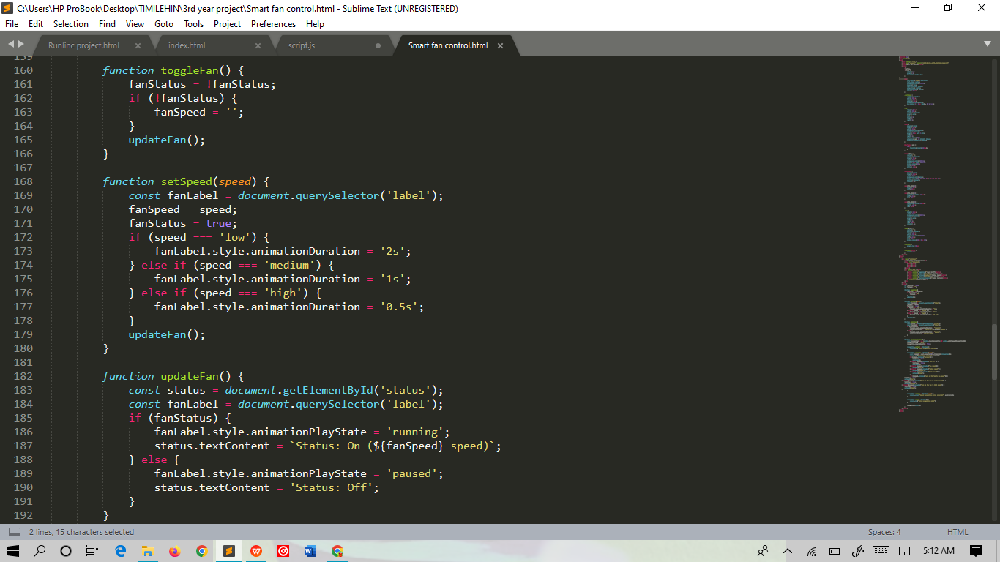 C:\Users\HP ProBook\Desktop\TIMILEHIN\3rd year project\Smart fan control.html - Sublime Text (UNREGISTERED)
File Edit Selection Find View Goto Tools Project Preferences Help
Runlinc project.html index.html script.js Smart fan control.html
159
160 function toggleFan() {
161 fanStatus = !fanStatus;
162 if (!fanStatus) {
163 fanSpeed = '';
164 }
165 updateFan();
166 }
167
168 function setSpeed(speed) {
169 const fanLabel = document.querySelector('label');
170 fanSpeed = speed;
171 fanStatus = true;
172 if (speed === 'low') {
173 fanLabel.style.animationDuration = '2s';
174 } else if (speed === 'medium') {
175 fanLabel.style.animationDuration = '1s';
176 } else if (speed === 'high') {
177 fanLabel.style.animationDuration = '0.5s';
178 }
179 updateFan();
180 }
181
182 function updateFan() {
183 const status = document.getElementById('status');
184 const fanLabel = document.querySelector('label');
185 if (fanStatus) {
186 fanLabel.style.animationPlayState = 'running';
187 status.textContent = `Status: On (${fanSpeed} speed)`;
188 } else {
189 fanLabel.style.animationPlayState = 'paused';
190 status.textContent = 'Status: Off';
191 }
192 }
2 lines, 15 characters selected Spaces: 4 HTML
5:12 AM